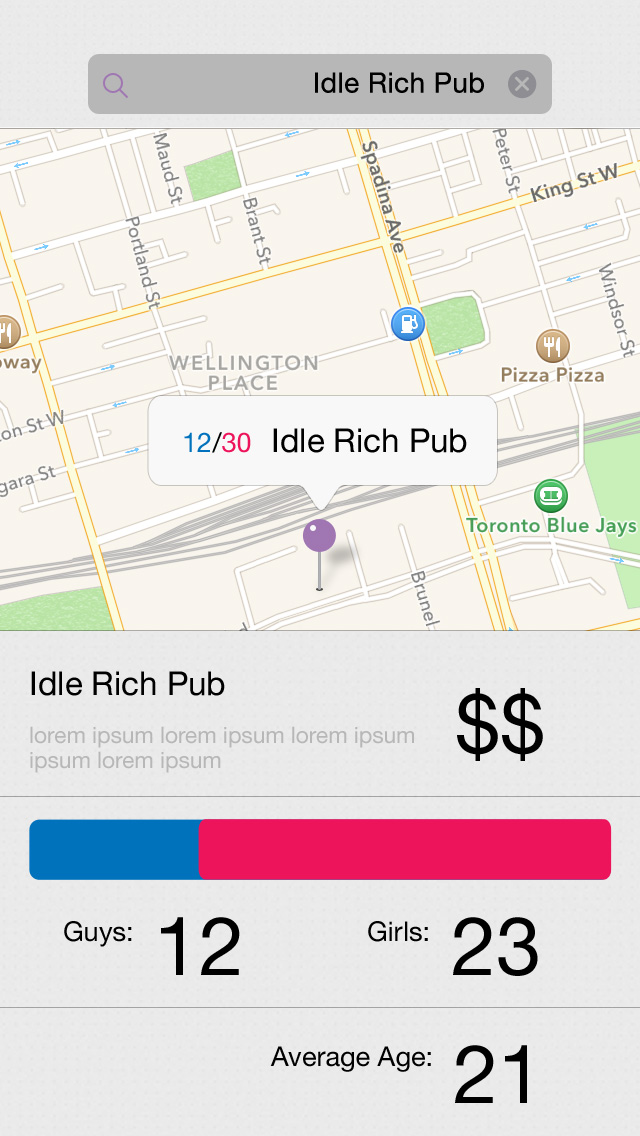 Idle Rich Pub
Maud St
Spadina Ave
Peter St
King St W
Brant St
Portland St
Windsor St
way
WELLINGTON
PLACE
Pizza Pizza
on St W
12/30 Idle Rich Pub
gara St
Toronto Blue Jays
Brunel
Idle Rich Pub
$$
lorem ipsum lorem ipsum lorem ipsum
ipsum lorem ipsum
Guys: 12
Girls: 23
Average Age: 21